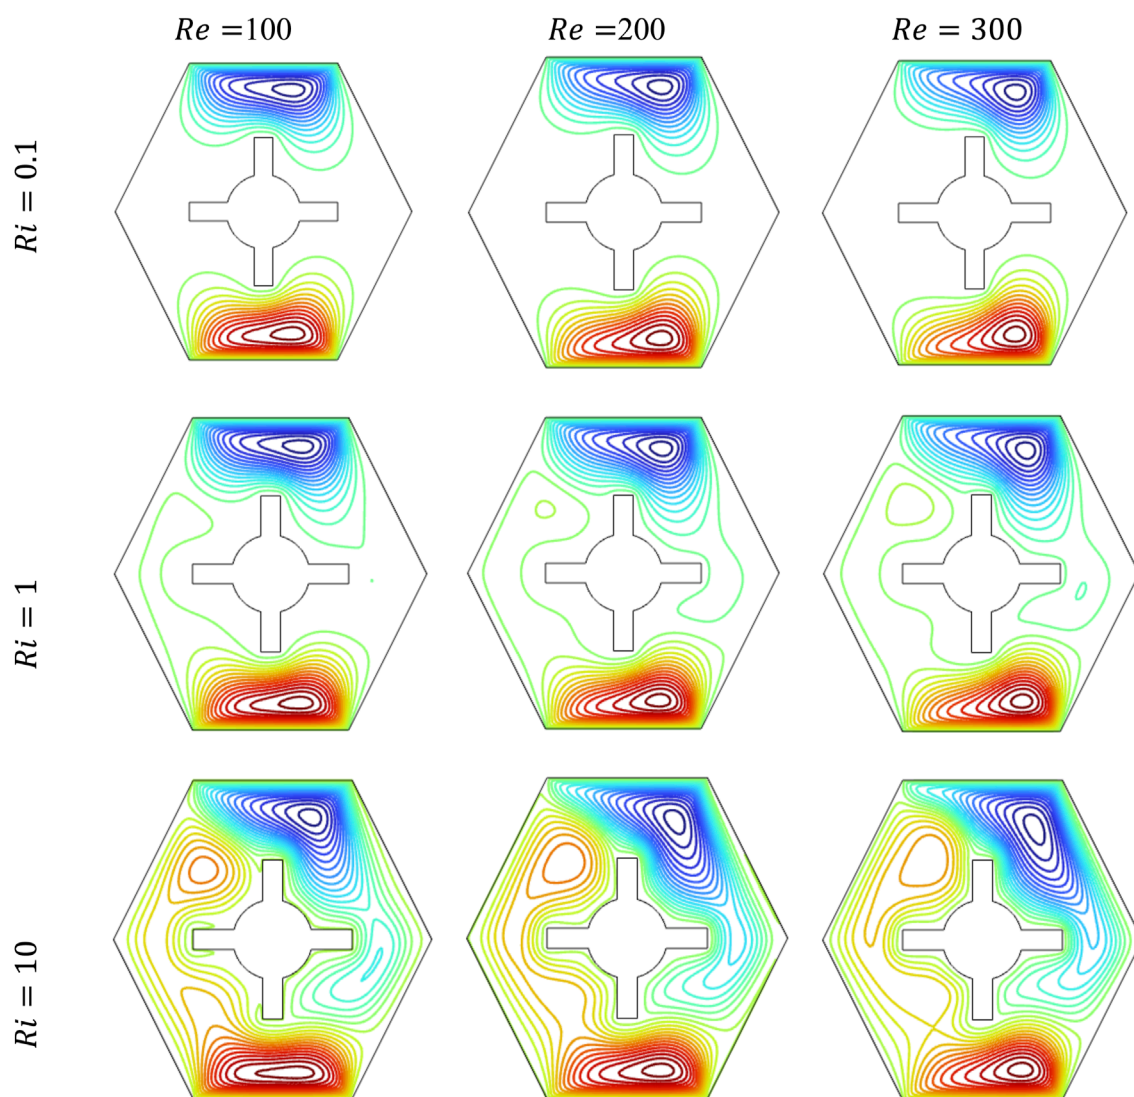 Re =100
Re =200
Re = 300
Ri = 0.1
Ri = 1
Ri = 10